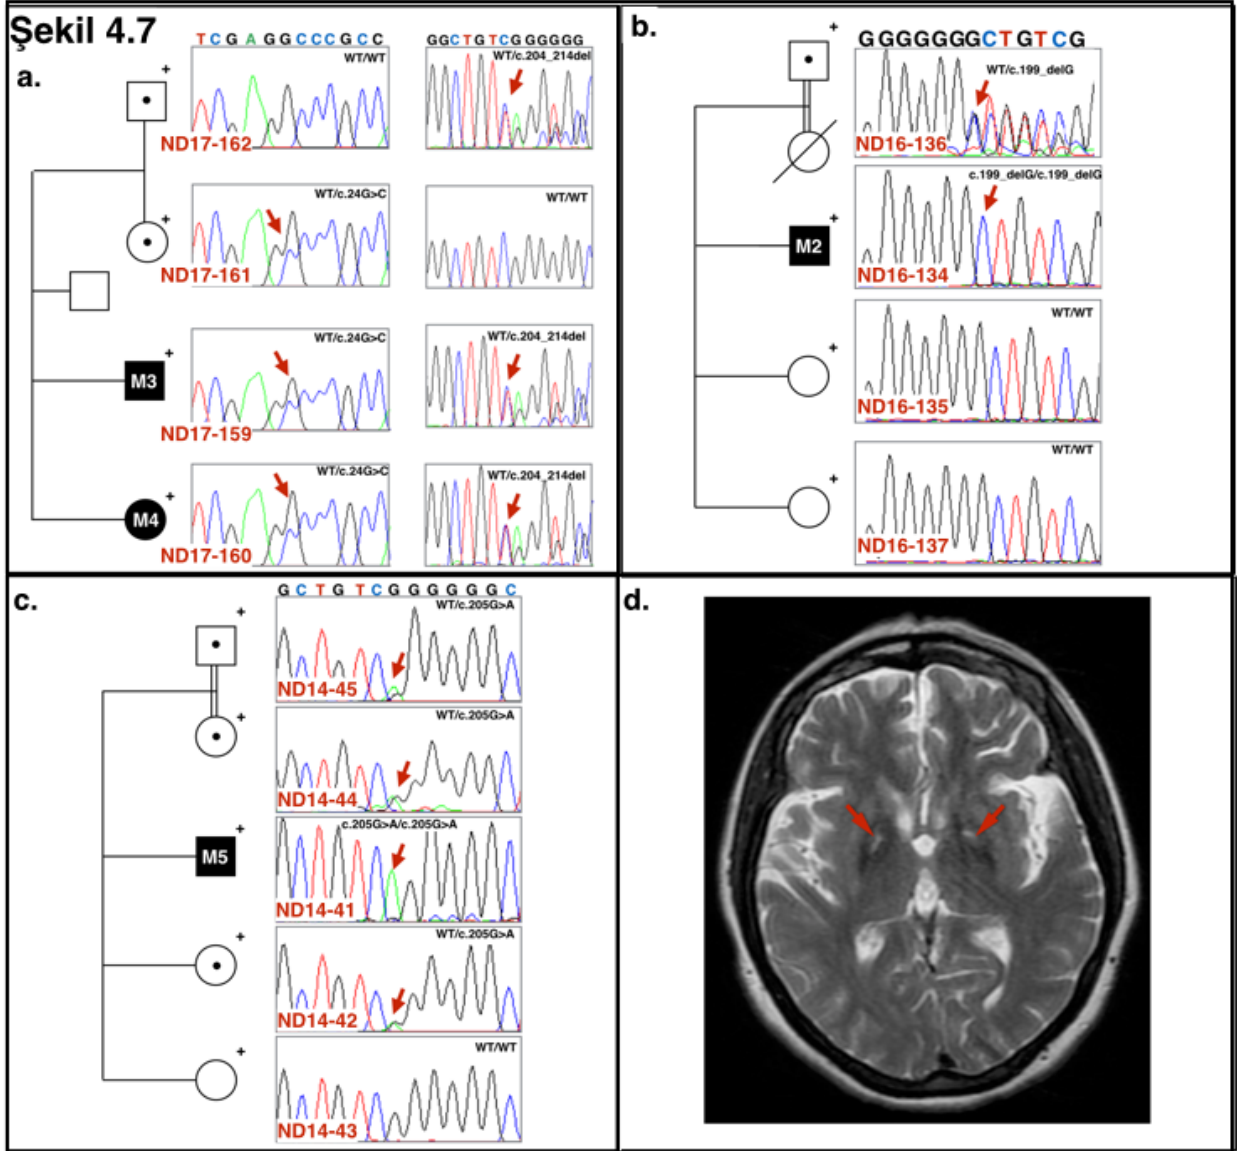 Şekil 4.7
a.
T C G A G G C C C G C C
WT/WT
GGCTGTCGGGGGG
WT/c.204_214del
+
ND17-162
WT/c.24G>C
WT/WT
+
ND17-161
WT/c.24G>C
WT/c.204_214del
+
M3
ND17-159
WT/c.24G>C
WT/c.204_214del
+
M4
ND17-160
b.
GGGGGGGCTGTCG
+
WT/c.199_delG
ND16-136
c.199_delG/c.199_delG
+
M2
ND16-134
WT/WT
+
ND16-135
WT/WT
+
ND16-137
c.
G C T G T C G G G G G G C
WT/c.205G>A
+
ND14-45
WT/c.205G>A
+
ND14-44
c.205G>A/c.205G>A
+
M5
ND14-41
WT/c.205G>A
+
ND14-42
WT/WT
+
ND14-43
d.